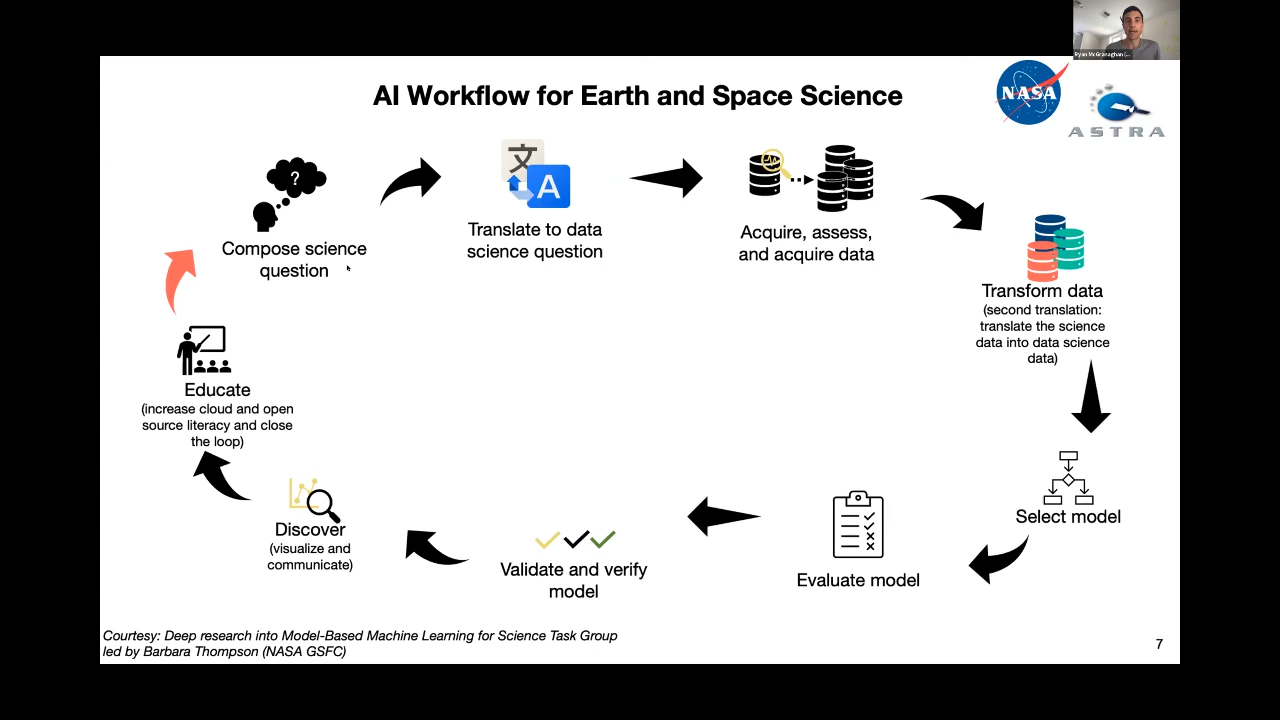 Ryan McGranaghan (...
AI Workflow for Earth and Space Science
NASA
ASTRA
?
文
A
Compose science
question
Translate to data
science question
Acquire, assess,
and acquire data
Transform data
(second translation:
translate the science
data into data science
data)
Educate
(increase cloud and open
source literacy and close
the loop)
Select model
Discover
(visualize and
communicate)
Validate and verify
model
Evaluate model
Courtesy: Deep research into Model-Based Machine Learning for Science Task Group
led by Barbara Thompson (NASA GSFC)
7